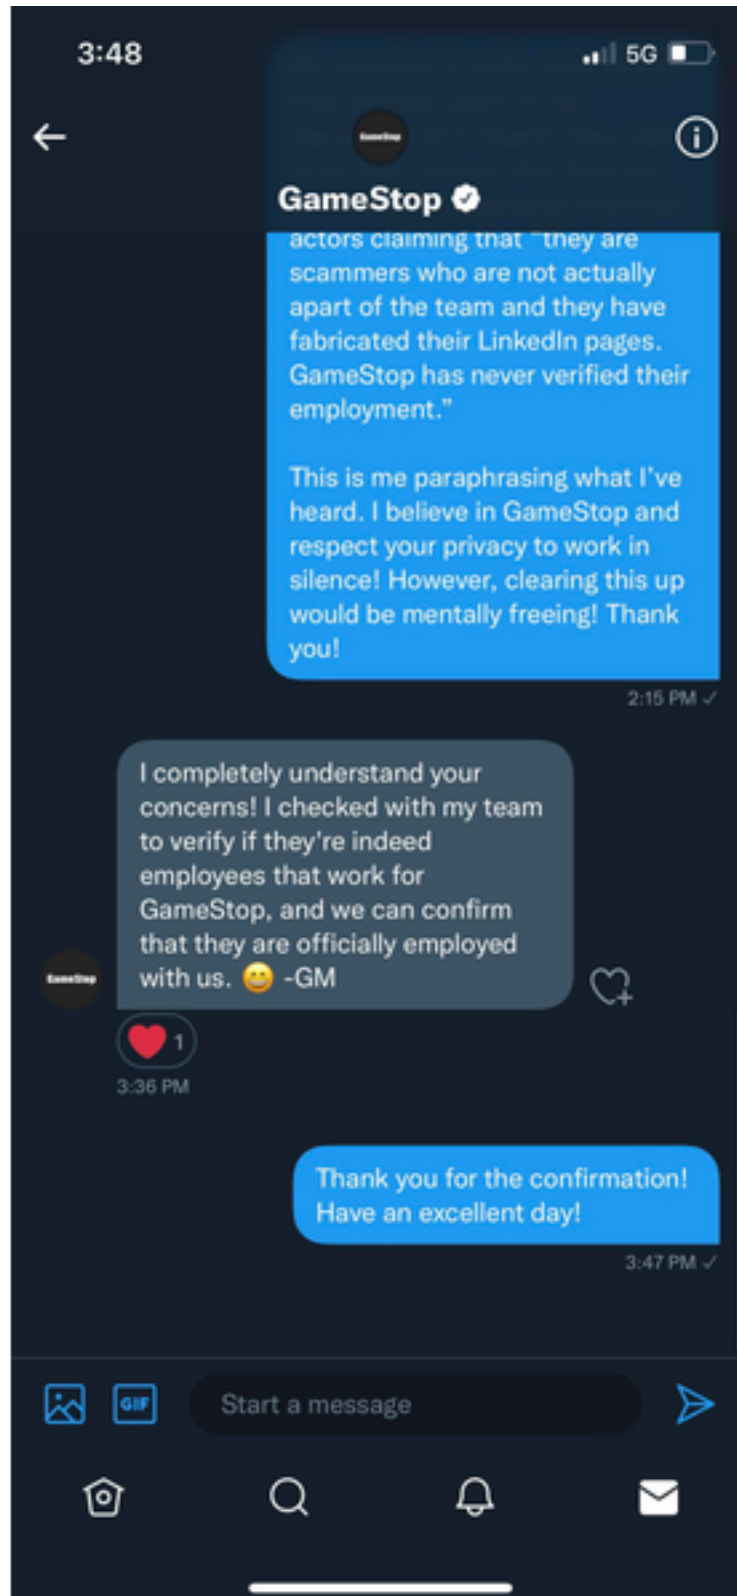 3:48
5G
GameStop
GameStop
actors claiming that "they are
scammers who are not actually
apart of the team and they have
fabricated their LinkedIn pages.
GameStop has never verified their
employment."
This is me paraphrasing what I've
heard. I believe in GameStop and
respect your privacy to work in
silence! However, clearing this up
would be mentally freeing! Thank
you!
2:15 PM ✓
I completely understand your
concerns! I checked with my team
to verify if they're indeed
employees that work for
GameStop, and we can confirm
that they are officially employed
with us. 😄 -GM
GameStop
1
3:36 PM
Thank you for the confirmation!
Have an excellent day!
3:47 PM ✓
GIF
Start a message